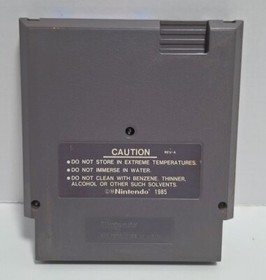 CAUTION REV-A
• DO NOT STORE IN EXTREME TEMPERATURES.
• DO NOT IMMERSE IN WATER.
• DO NOT CLEAN WITH BENZENE, THINNER,
ALCOHOL OR OTHER SUCH SOLVENTS.
©Nintendo® 1985